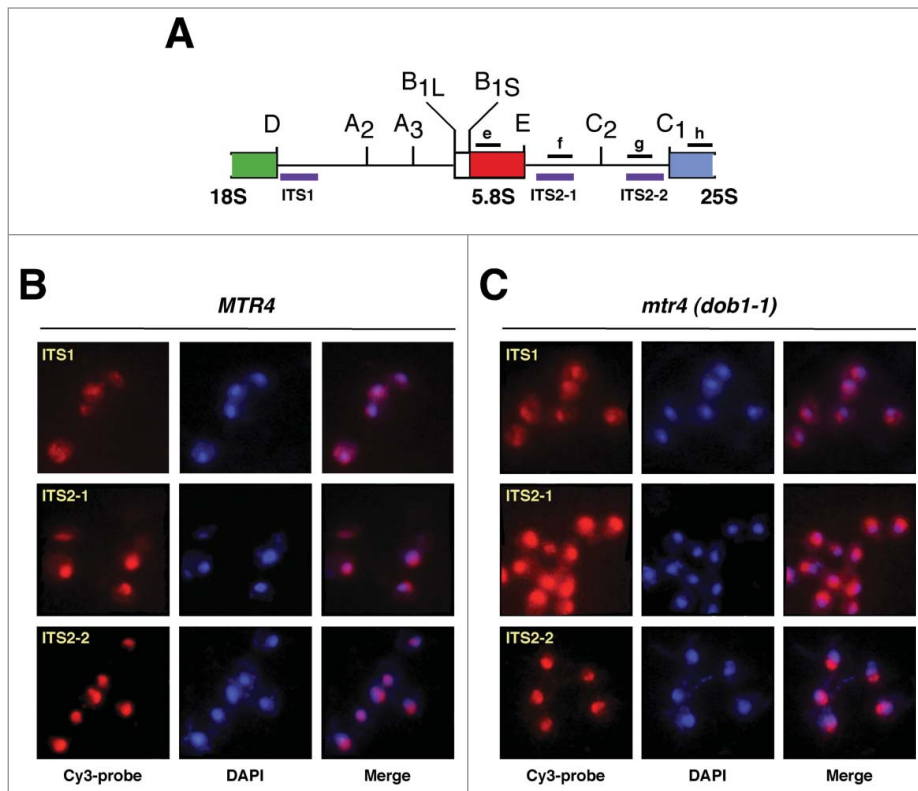 A
B1L B1S
D A2 A3 e E f C2 g C1 h
18S ITS1 5.8S ITS2-1 ITS2-2 25S
B
MTR4
ITS1
ITS2-1
ITS2-2
Cy3-probe DAPI Merge
C
mtr4 (dob1-1)
ITS1
ITS2-1
ITS2-2
Cy3-probe DAPI Merge